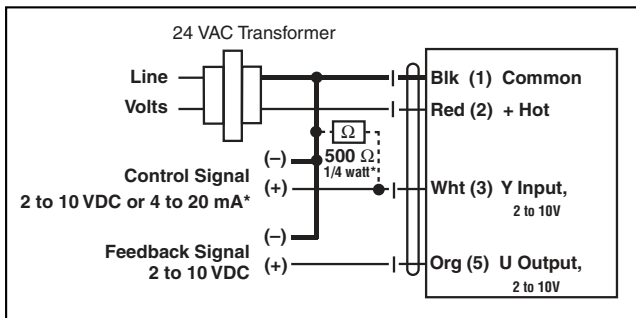 24 VAC Transformer
Line
Volts
Blk (1) Common
Red (2) + Hot
Ω
500 Ω
1/4 watt*
(–)
Control Signal
(+)
2 to 10 VDC or 4 to 20 mA*
Wht (3) Y Input,
2 to 10V
(–)
Feedback Signal
(+)
2 to 10 VDC
Org (5) U Output,
2 to 10V